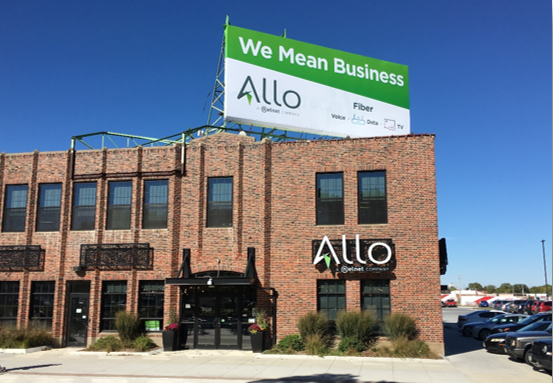 We Mean Business
Allo
A nelnet COMPANY
Fiber
Voice Data TV
Allo
A nelnet COMPANY